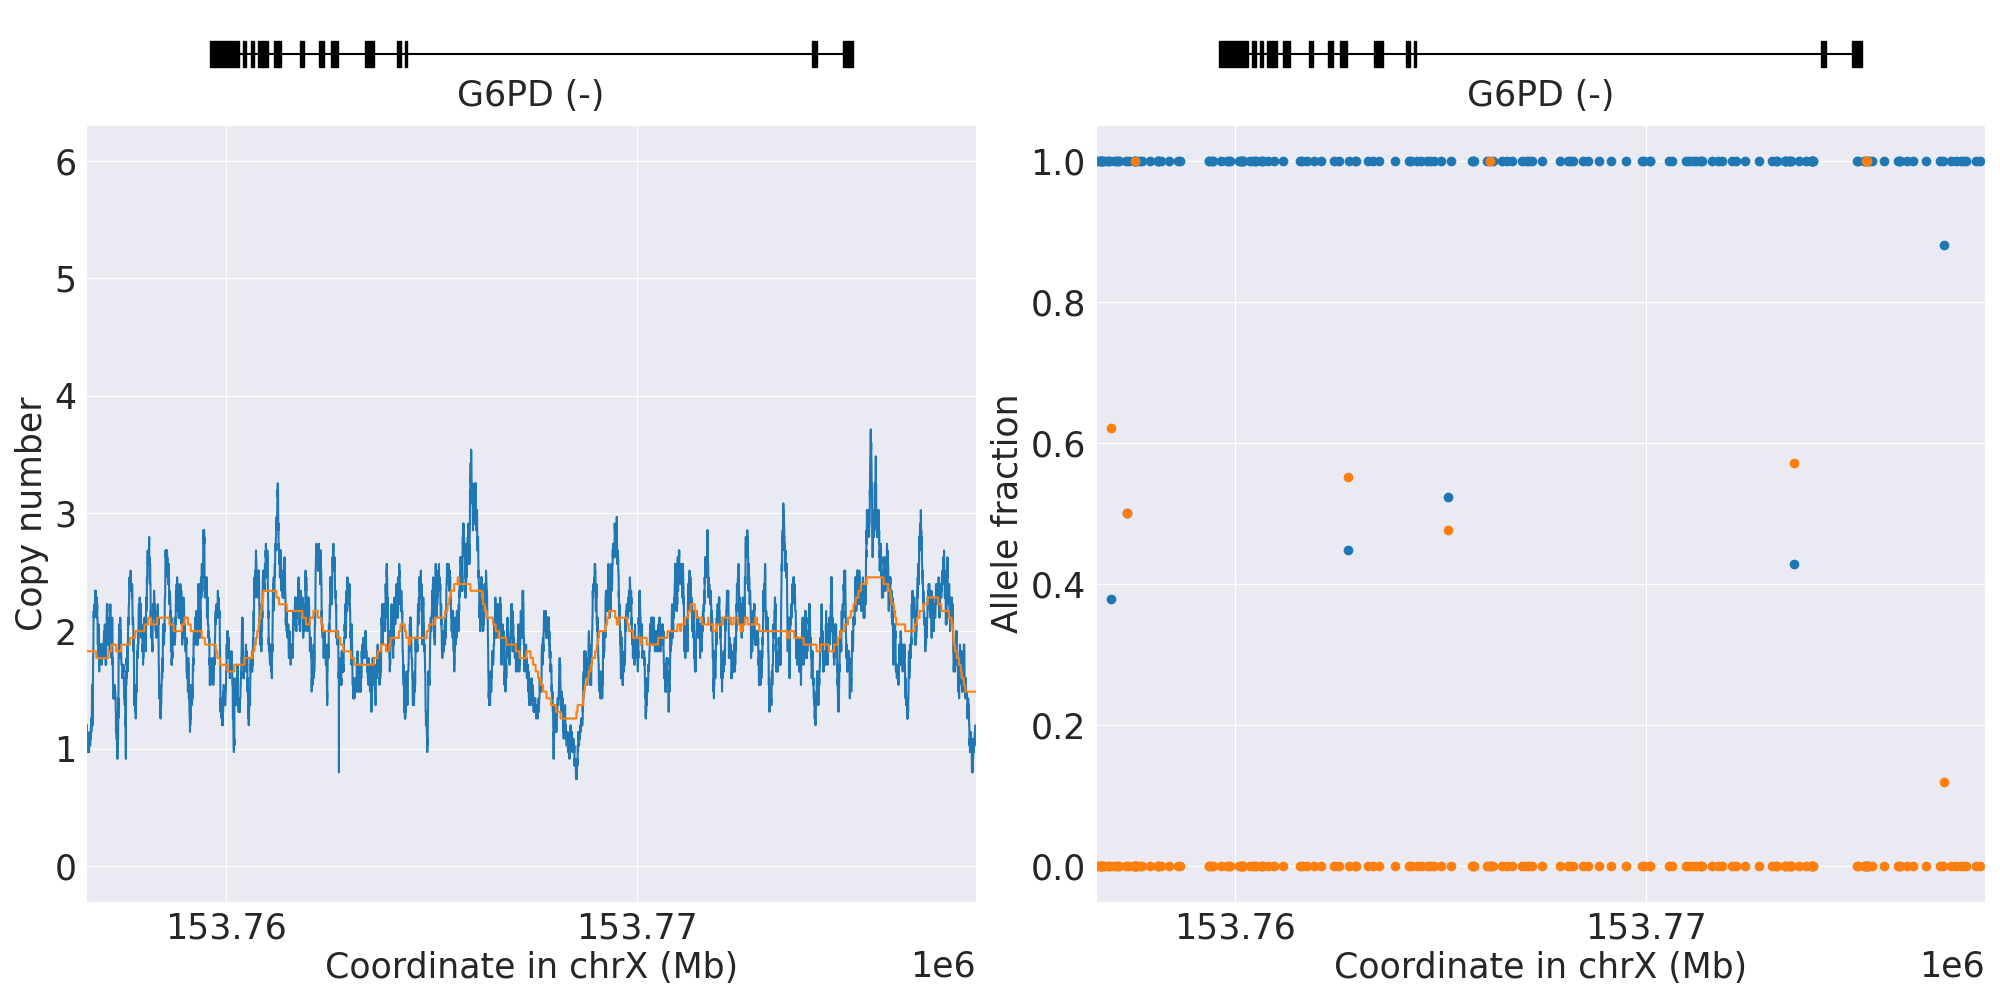 G6PD (-)
G6PD (-)
6
5
4
3
2
1
0
Copy number
153.76
153.77
Coordinate in chrX (Mb)
1e6
1.0
0.8
0.6
0.4
0.2
0.0
Allele fraction
153.76
153.77
Coordinate in chrX (Mb)
1e6